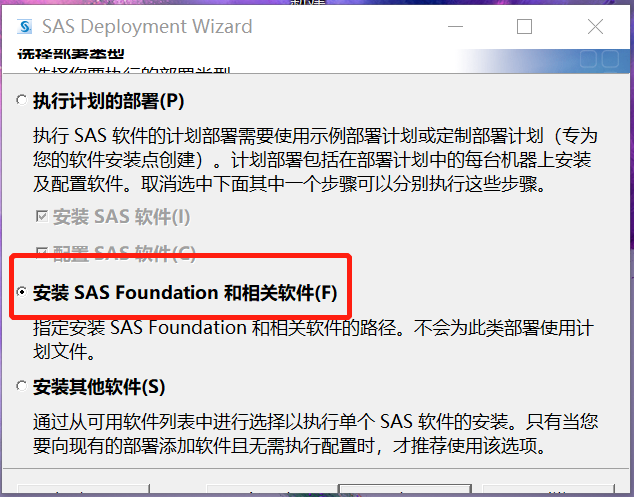 SAS Deployment Wizard
选择部署类型
选择您要执行的部署类型
执行计划的部署(P)
执行 SAS 软件的计划部署需要使用示例部署计划或定制部署计划（专为
您的软件安装点创建）。计划部署包括在部署计划中的每台机器上安装
及配置软件。取消选中下面其中一个步骤可以分别执行这些步骤。
安装 SAS 软件(I)
配置 SAS 软件(C)
安装 SAS Foundation 和相关软件(F)
指定安装 SAS Foundation 和相关软件的路径。不会为此类部署使用计
划文件。
安装其他软件(S)
通过从可用软件列表中进行选择以执行单个 SAS 软件的安装。只有当您
要向现有的部署添加软件且无需执行配置时，才推荐使用该选项。